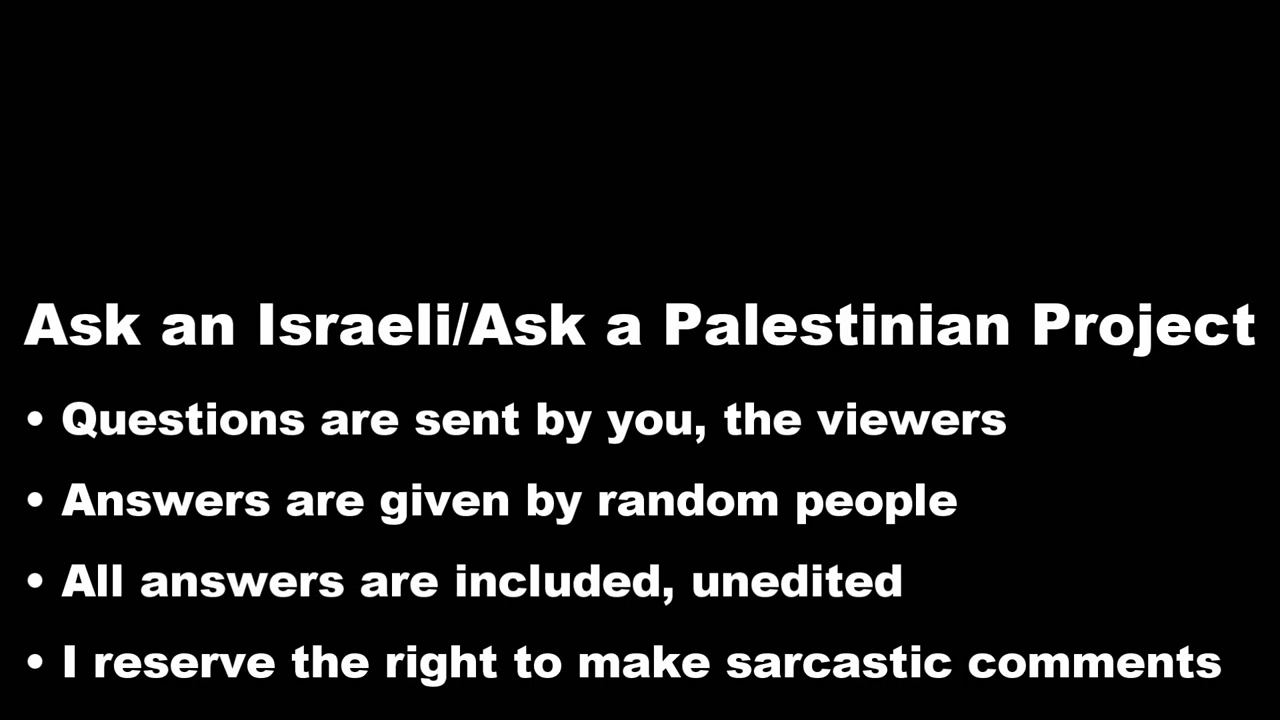 Ask an Israeli/Ask a Palestinian Project
• Questions are sent by you, the viewers
• Answers are given by random people
• All answers are included, unedited
• I reserve the right to make sarcastic comments